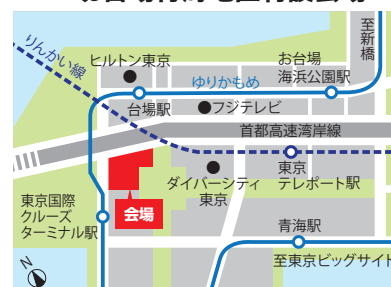 至新橋
りんかい線
ヒルトン東京
お台場
海浜公園駅
ゆりかもめ
台場駅
フジテレビ
首都高速湾岸線
ダイバーシティ
東京
東京
テレポート駅
東京国際
クルーズ
ターミナル駅
会場
青海駅
至東京ビッグサイト
N